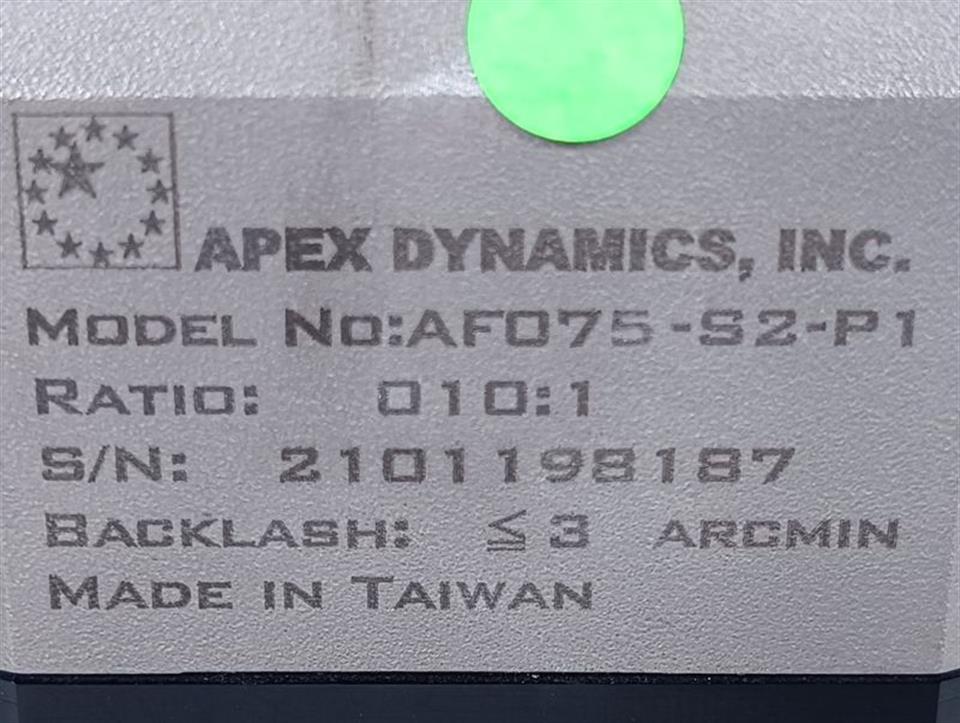 APEX DYNAMICS, INC.
MODEL NO:AF075-S2-P1
RATIO: 010:1
S/N: 2101198187
BACKLASH: ≦3 ARCMIN
MADE IN TAIWAN